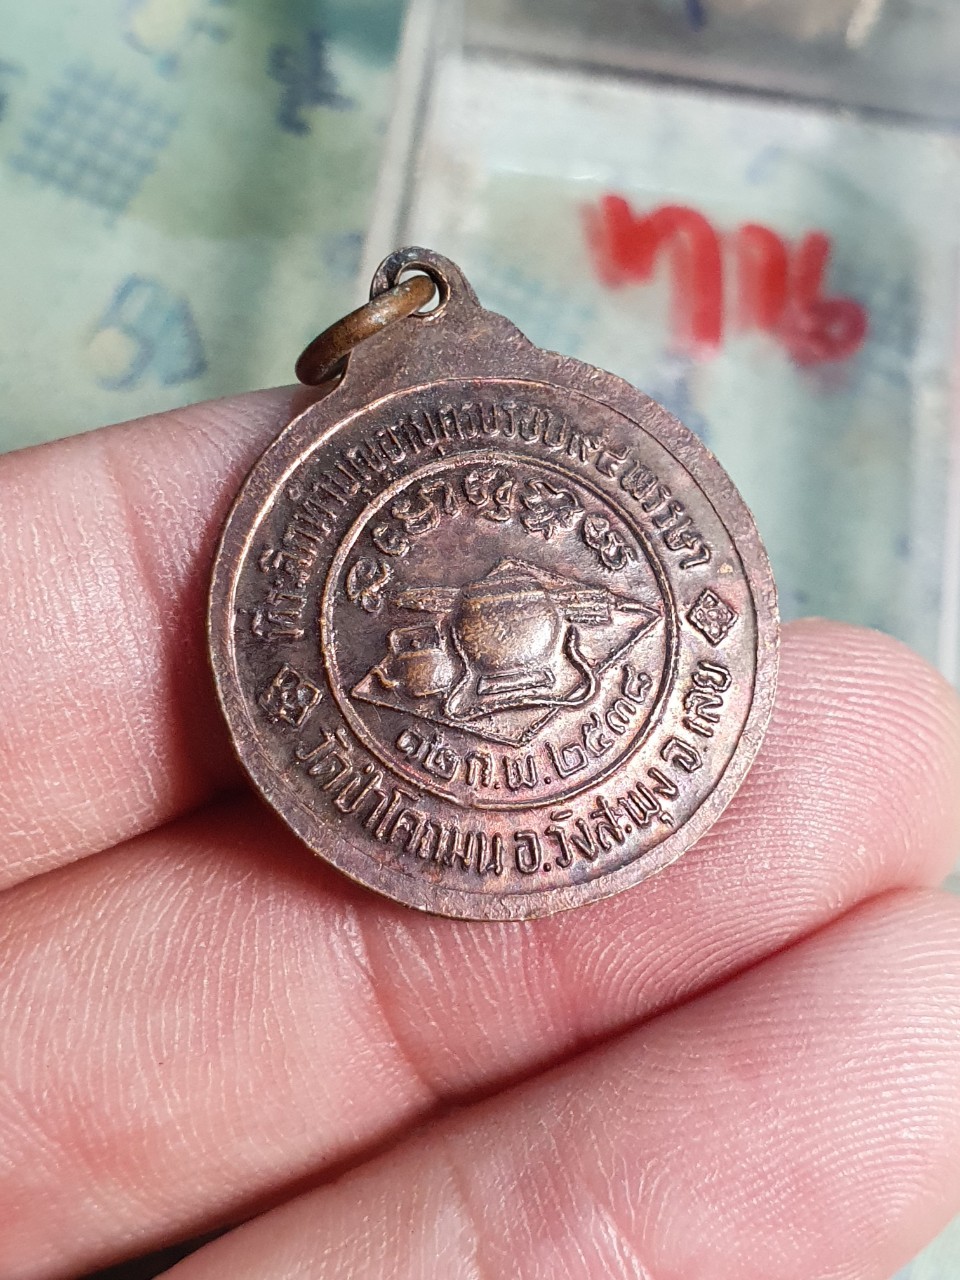 ที่ระลึกทำบุญอายุครบรอบ๙๔พรรษา
๑๒ ก.พ. ๒๕๓๘
วัดป่าโคกมน อ.วังสะพุง จ.เลย